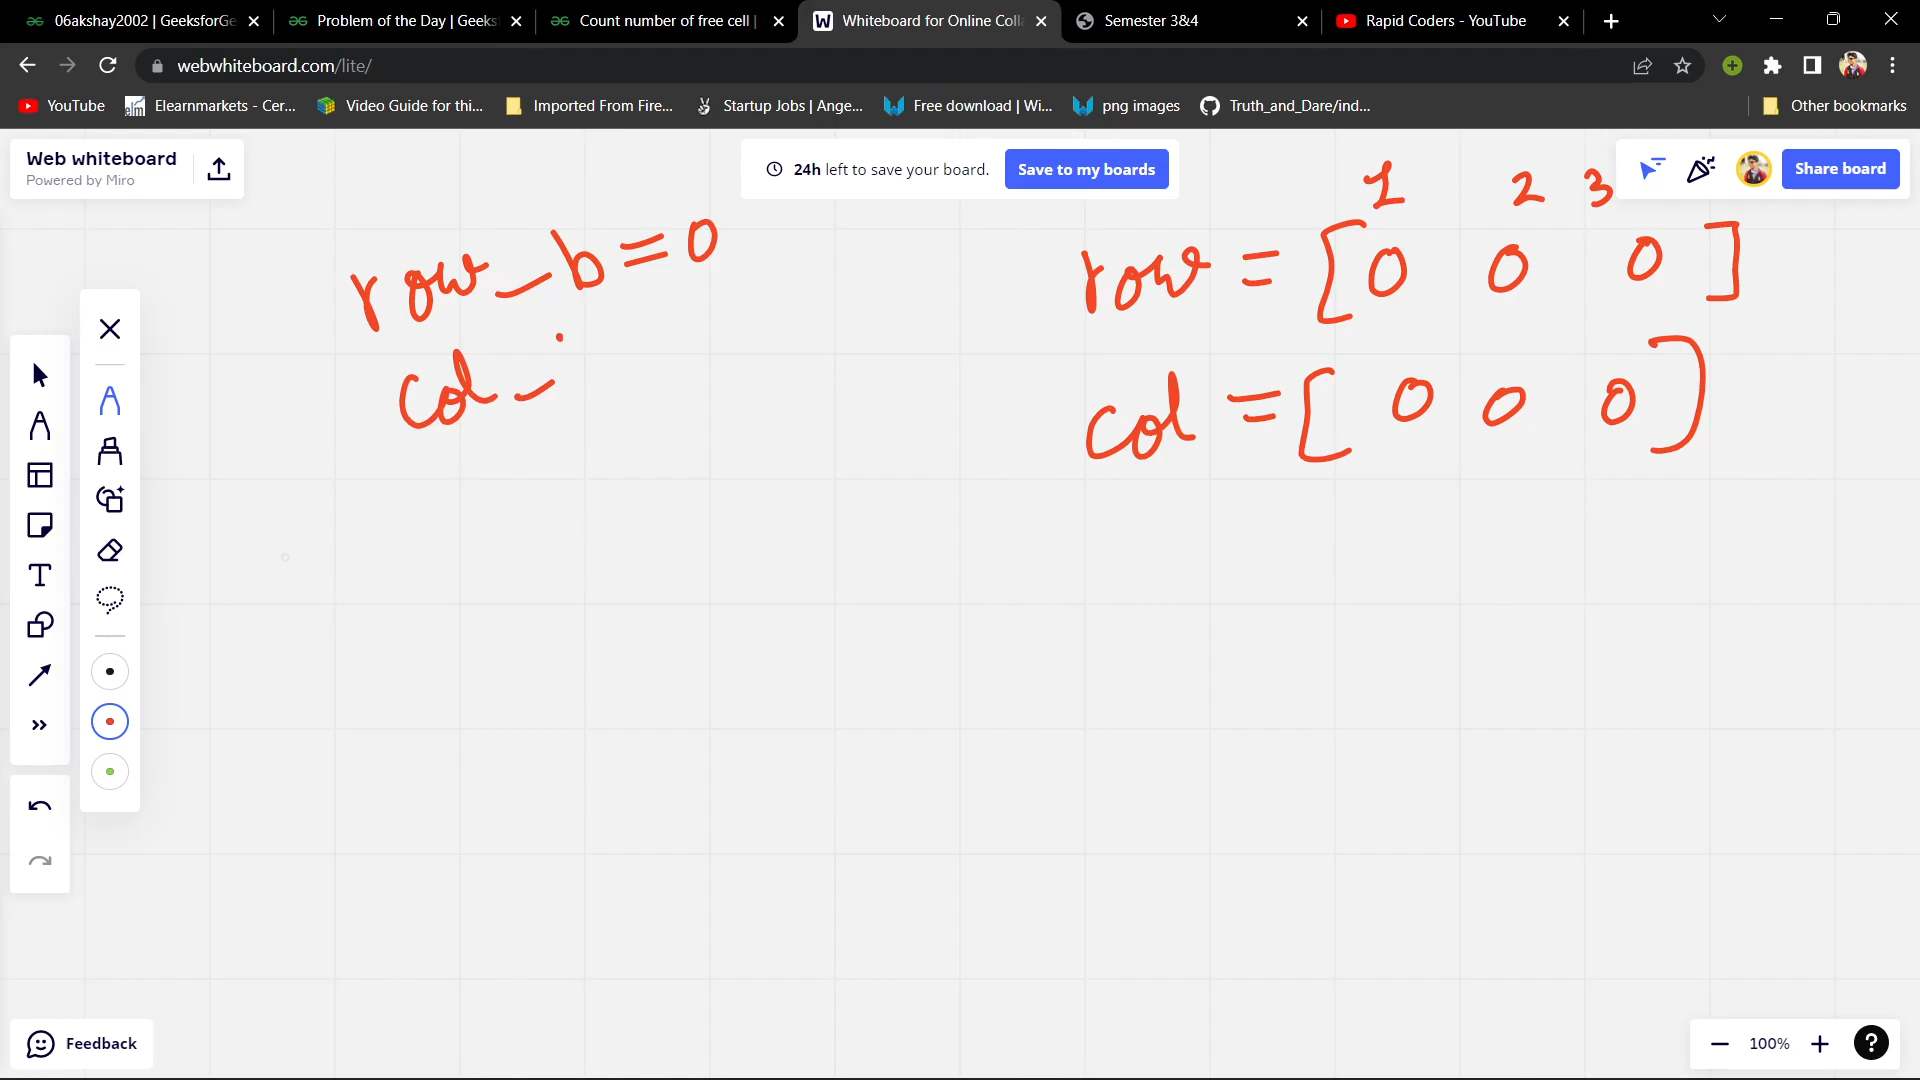 06akshay2002 | GeeksforGe
Problem of the Day | Geeks
Count number of free cell |
Whiteboard for Online Colla
Semester 3&4
Rapid Coders - YouTube
webwhiteboard.com/lite/
YouTube
Elearnmarkets - Cer...
Video Guide for thi...
Imported From Fire...
Startup Jobs | Ange...
Free download | Wi...
png images
Truth_and_Dare/ind...
Other bookmarks
Web whiteboard
Powered by Miro
24h left to save your board.
Save to my boards
Share board
1 2 3
row_b=0
row = [0 0 0]
col_
col = [0 0 0)
Feedback
100%